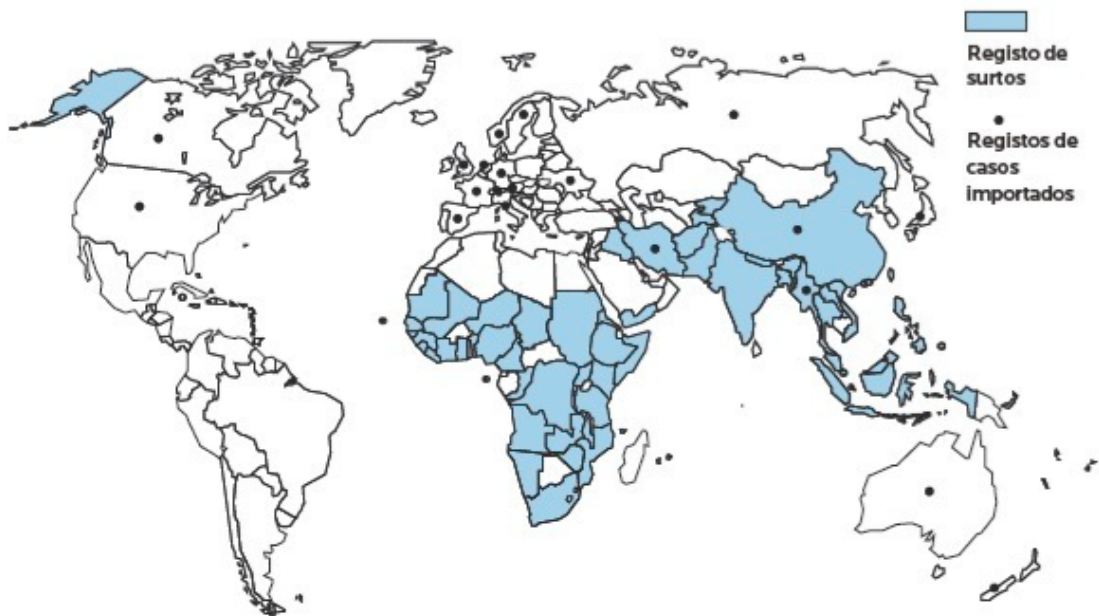 Registo de
surtos
Registos de
casos
importados